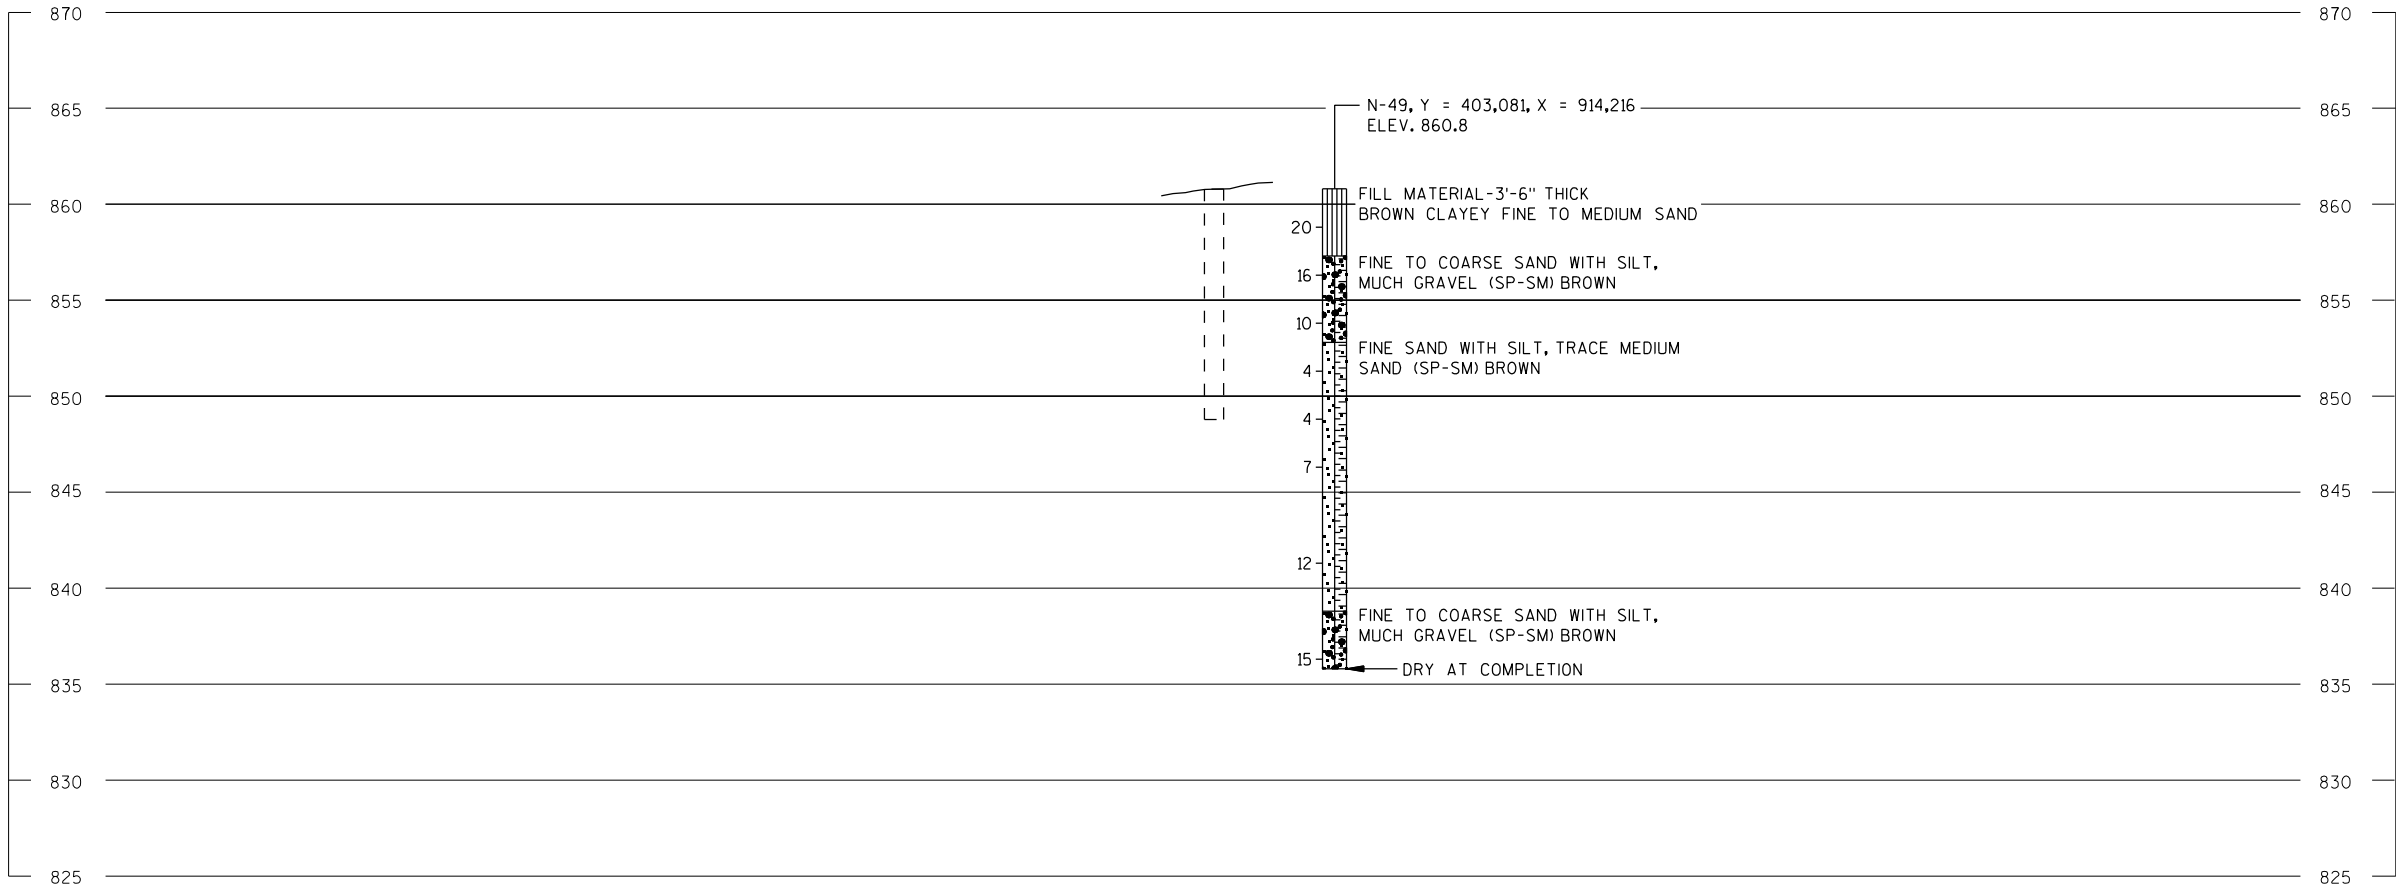 870 870
865 N-49, Y = 403,081, X = 914,216 865
ELEV. 860.8
FILL MATERIAL-3'-6" THICK
860 860
BROWN CLAYEY FINE TO MEDIUM SAND
20
FINE TO COARSE SAND WITH SILT,
16
MUCH GRAVEL (SP-SM) BROWN
855 855
10
FINE SAND WITH SILT, TRACE MEDIUM
4 SAND (SP-SM) BROWN
850 850
4
7
845 845
12
840 840
FINE TO COARSE SAND WITH SILT,
MUCH GRAVEL (SP-SM) BROWN
15
DRY AT COMPLETION
835 835
830 830
825 825